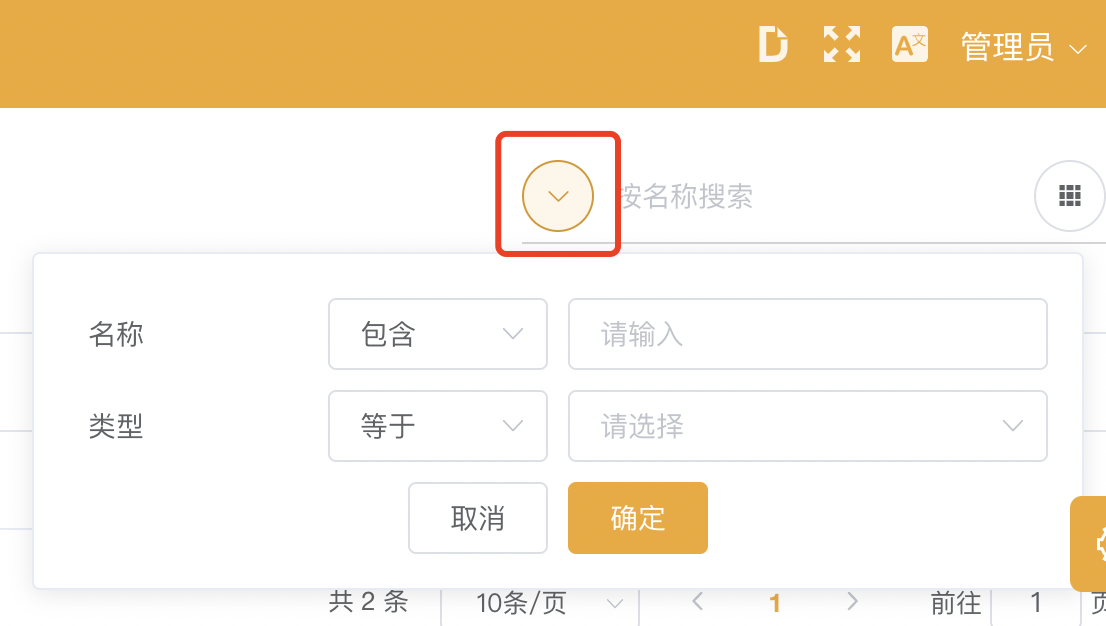 管理员
按名称搜索
名称 包含 请输入
类型 等于 请选择
取消 确定
共 2 条 10条/页 1 前往 1 页